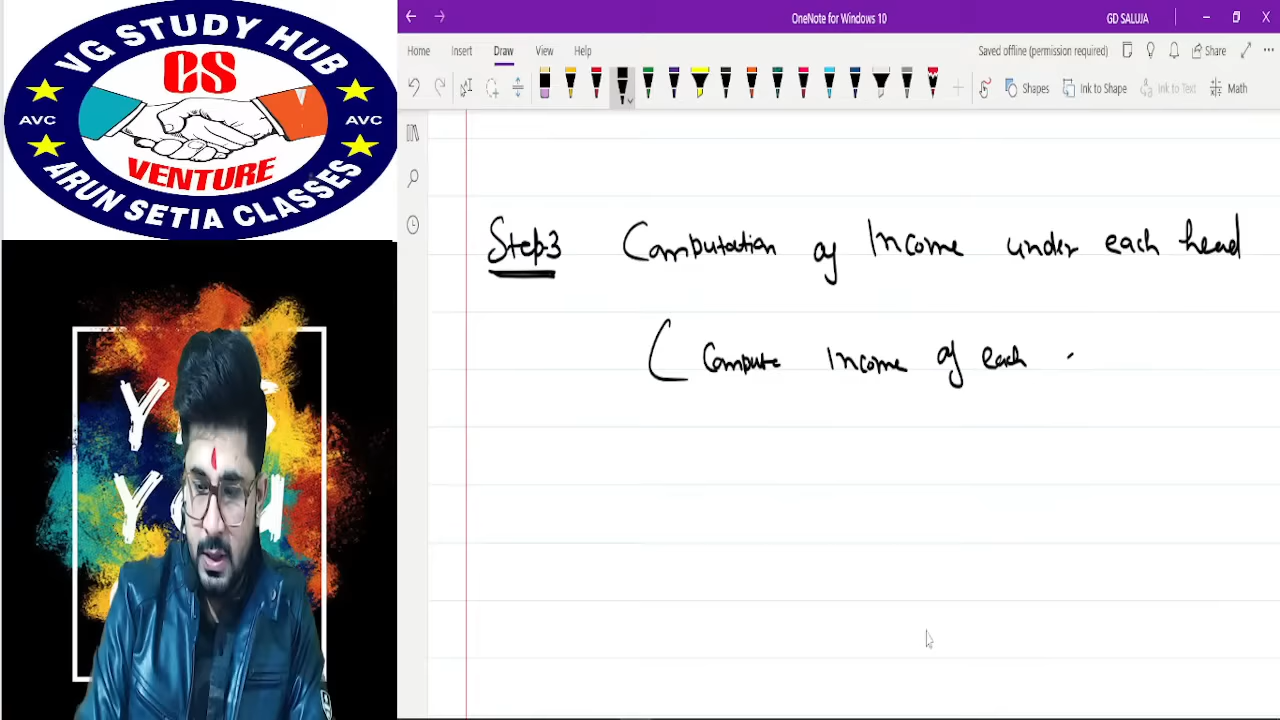 VG STUDY HUB
CS
AVC
AVC
VENTURE
ARUN SETIA CLASSES
OneNote for Windows 10
GD SALUJA
Home Insert Draw View Help
Saved offline (permission required)
Share
Shapes
Ink to Shape
Ink to Text
Math
Step-3 Computation of Income under each head
( Compute Income of each